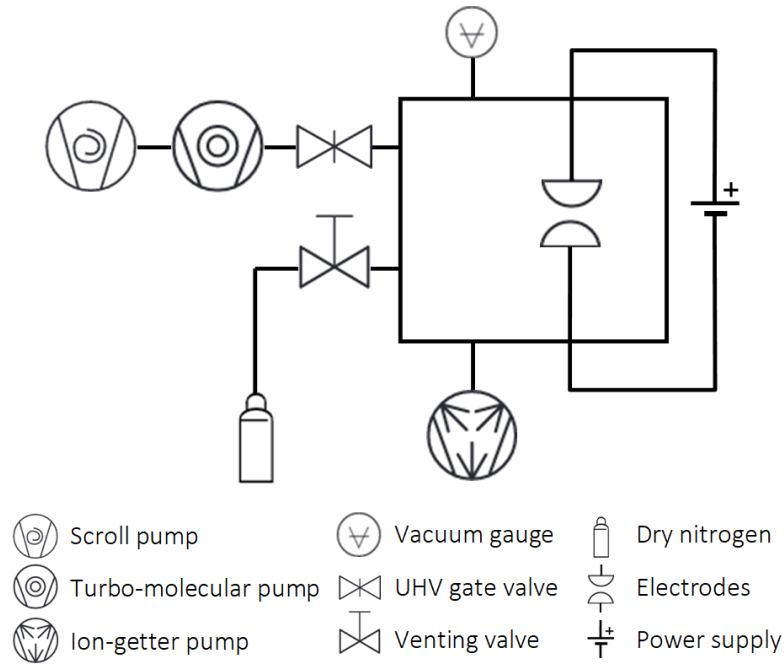 +
Scroll pump
Vacuum gauge
Dry nitrogen
Turbo-molecular pump
UHV gate valve
Electrodes
Ion-getter pump
Venting valve
+
Power supply